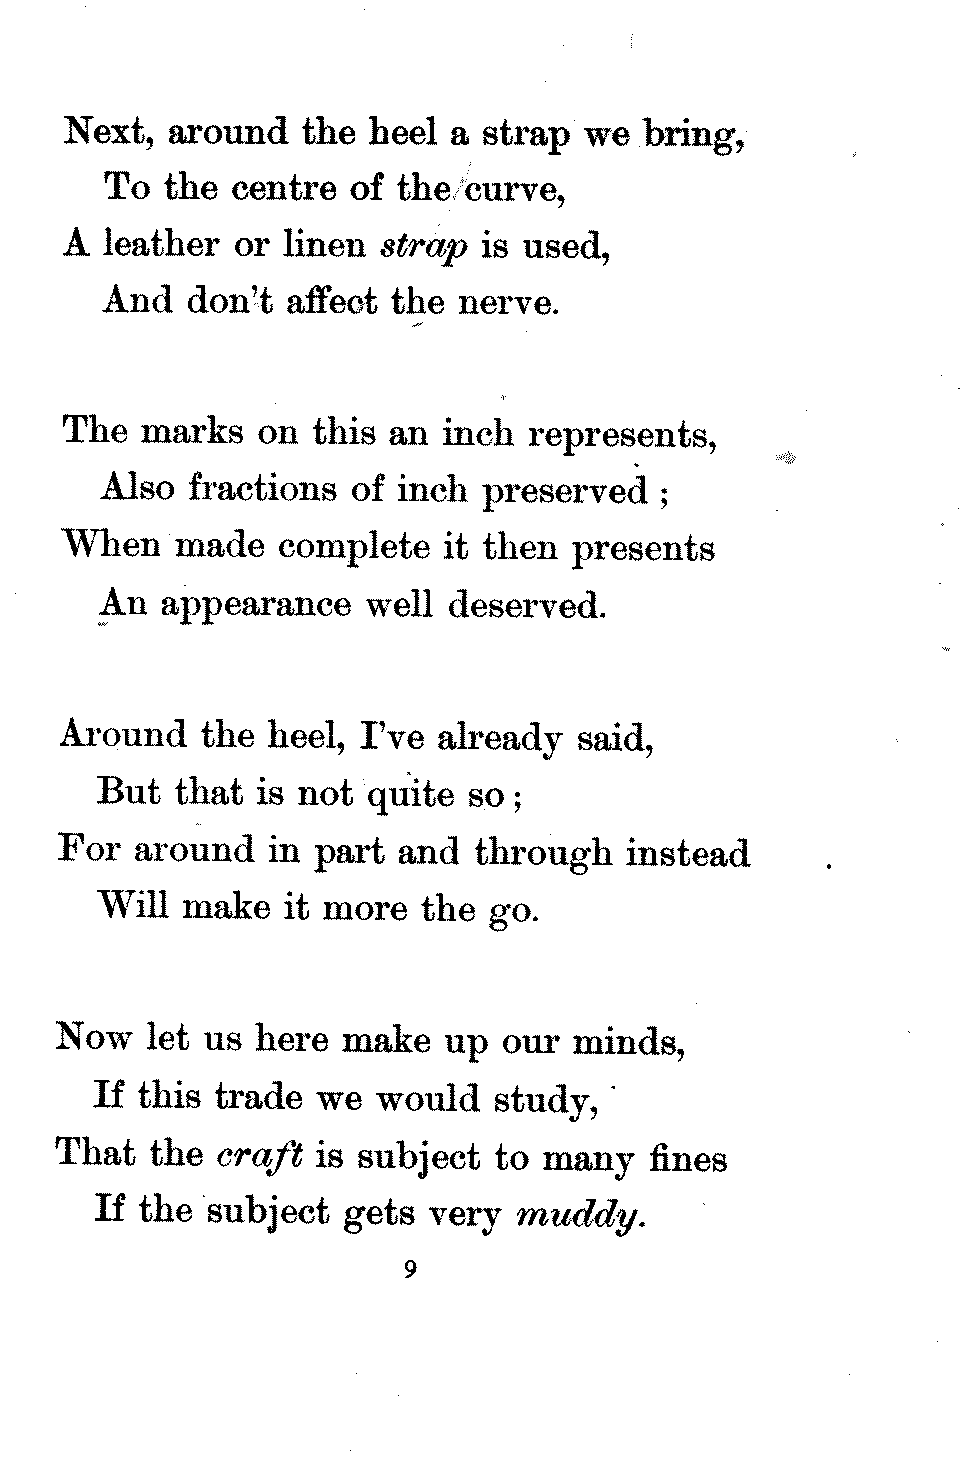 Next, around the heel a strap we bring,
To the centre of the curve,
A leather or linen strap is used,
And don't affect the nerve.
The marks on this an inch represents,
Also fractions of inch preserved ;
When made complete it then presents
An appearance well deserved.
Around the heel, I've already said,
But that is not quite so ;
For around in part and through instead
Will make it more the go.
Now let us here make up our minds,
If this trade we would study,
That the craft is subject to many fines
If the subject gets very muddy.
9